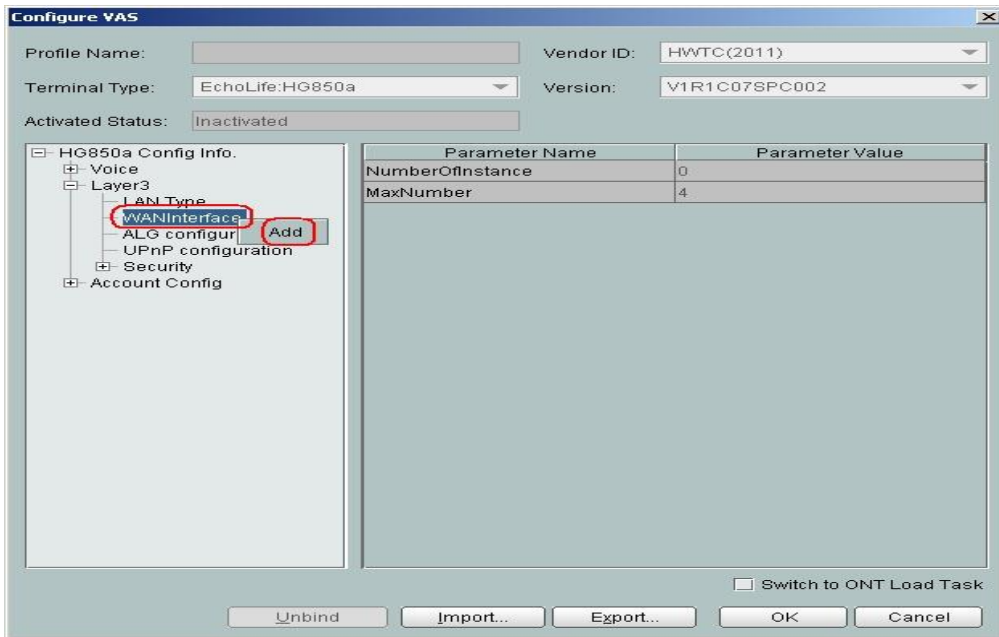 Configure VAS
Profile Name:
Vendor ID: HWTC(2011)
Terminal Type: EchoLife:HG850a
Version: V1R1C07SPC002
Activated Status: Inactivated
HG850a Config Info.
Voice
Layer3
LAN Type
WANInterface
Add
ALG configur
UPnP configuration
Security
Account Config
Parameter Name Parameter Value
NumberOfInstance 0
MaxNumber 4
Switch to ONT Load Task
Unbind Import... Export... OK Cancel